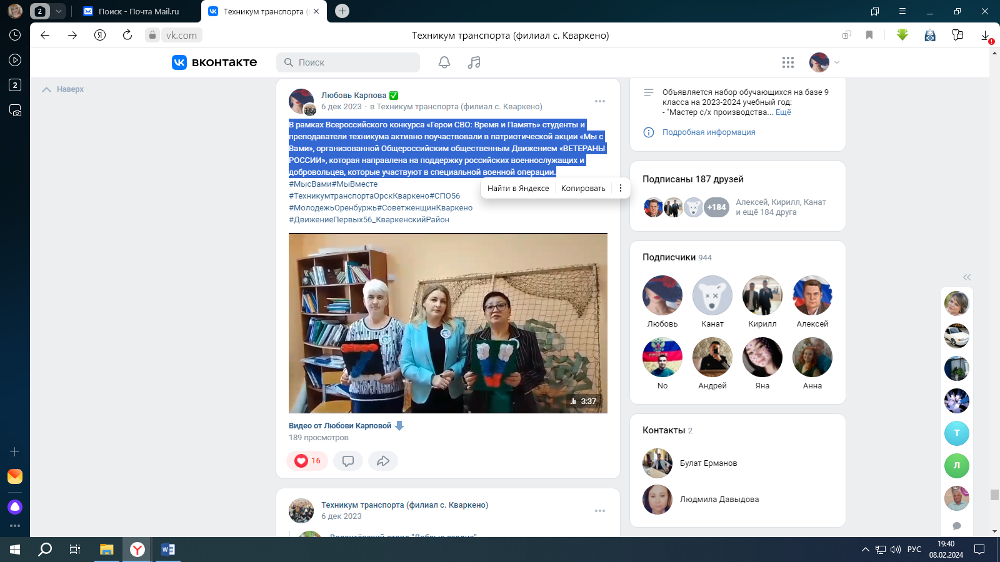 2
Поиск - Почта Mail.ru
Техникум транспорта (
vk.com
Техникум транспорта (филиал с. Кваркено)
вконтакте
Поиск
2
Наверх
Любовь Карпова
6 дек 2023 · в Техникум транспорта (филиал с. Кваркено)
В рамках Всероссийского конкурса «Герои СВО: Время и Память» студенты и
преподаватели техникума активно поучаствовали в патриотической акции «Мы с
Вами», организованной Общероссийским общественным Движением «ВЕТЕРАНЫ
РОССИИ», которая направлена на поддержку российских военнослужащих и
добровольцев, которые участвуют в специальной военной операции.
#МысВами#МыВместе
#ТехникумтранспортаОрскКваркено#СПО56
#МолодежьОренбуржь#СоветженщинКваркено
#ДвижениеПервых56_КваркенскийРайон
Найти в Яндексе
Копировать
3:37
Видео от Любови Карповой
189 просмотров
16
Техникум транспорта (филиал с. Кваркено)
6 дек 2023
Волонтёрский отряд "Добрые сердца"
Объявляется набор обучающихся на базе 9
класса на 2023-2024 учебный год:
- "Мастер с/х производства... Ещё
Подробная информация
Подписаны 187 друзей
+184
Алексей, Кирилл, Канат
и ещё 184 друга
Подписчики 944
Любовь
Канат
Кирилл
Алексей
No
Андрей
Яна
Анна
Контакты 2
Булат Ерманов
Людмила Давыдова
Т
Л
РУС
19:40
08.02.2024